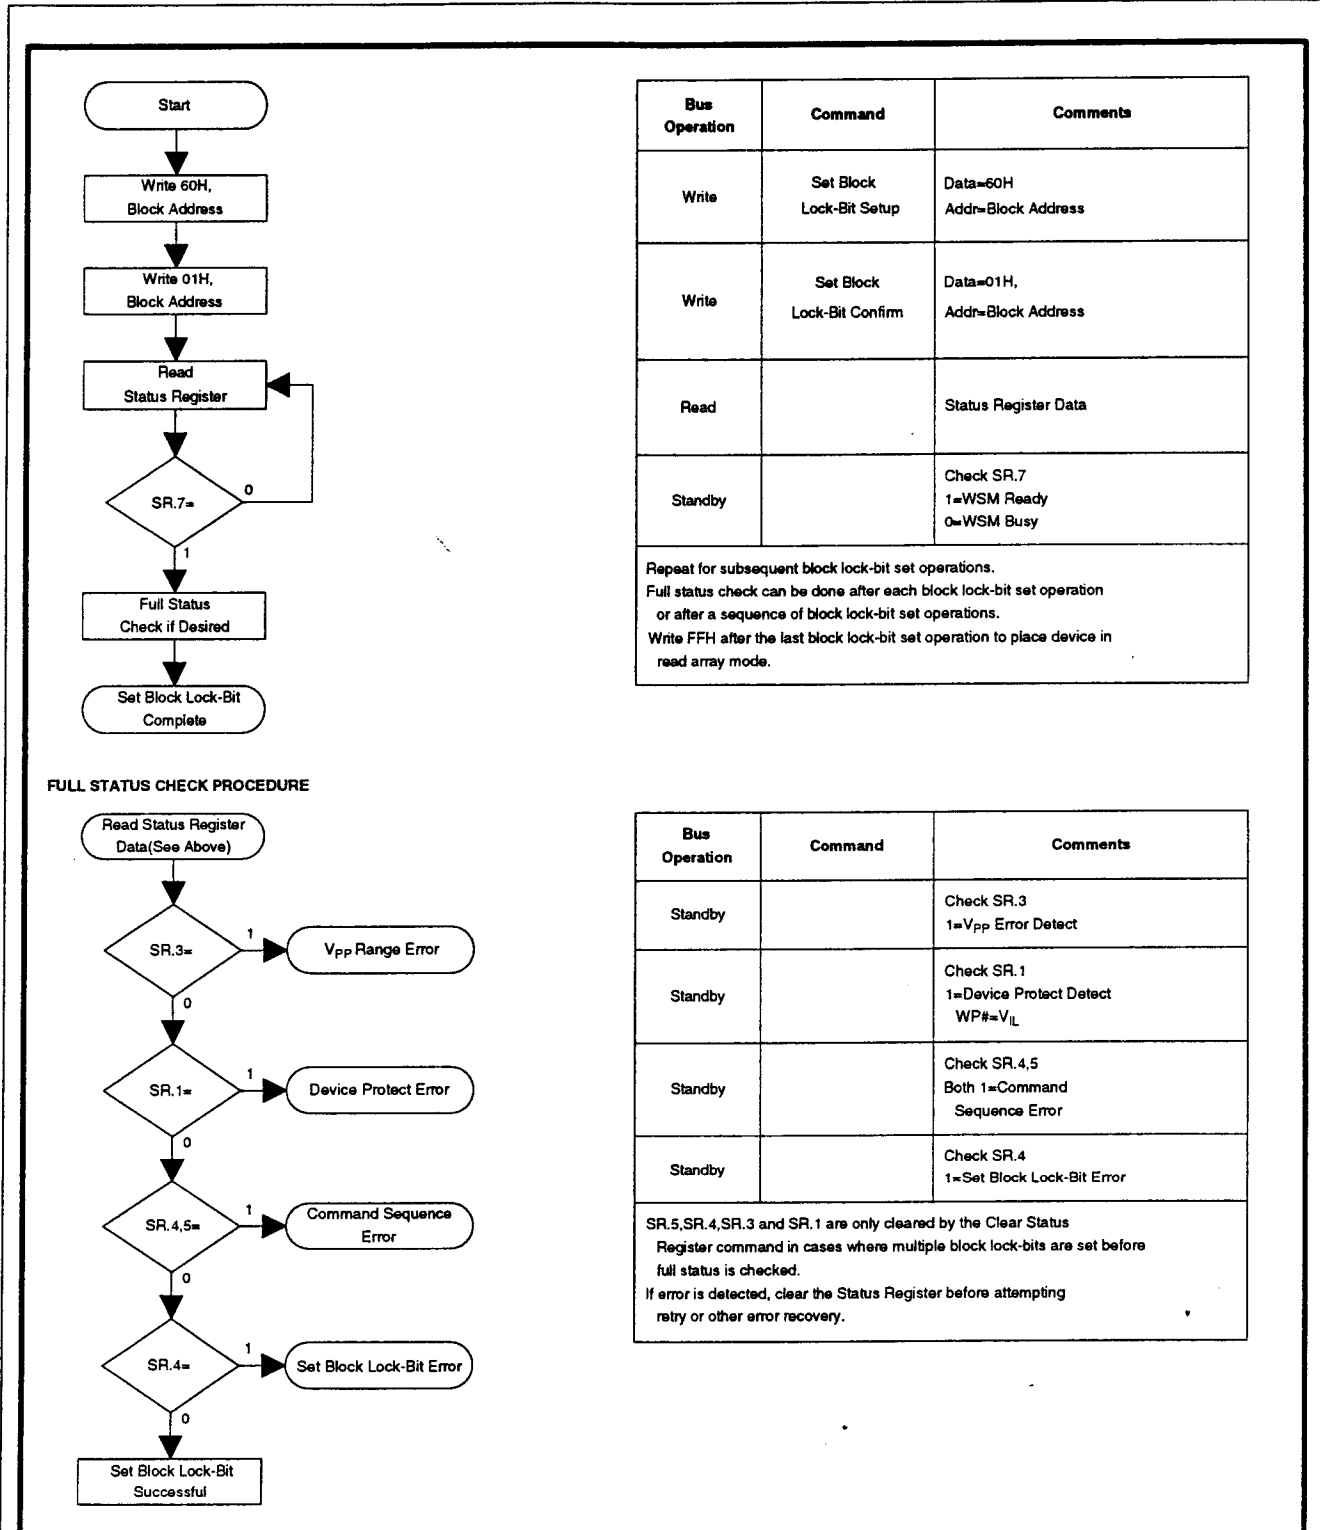 Start
Write 60H,
Block Address
Write 01H,
Block Address
Read
Status Register
SR.7=
0
1
Full Status
Check if Desired
Set Block Lock-Bit
Complete
Bus
Operation
Command
Comments
Write
Set Block
Lock-Bit Setup
Data=60H
Addr=Block Address
Write
Set Block
Lock-Bit Confirm
Data=01H,
Addr=Block Address
Read
Status Register Data
Standby
Check SR.7
1=WSM Ready
0=WSM Busy
Repeat for subsequent block lock-bit set operations.
Full status check can be done after each block lock-bit set operation
or after a sequence of block lock-bit set operations.
Write FFH after the last block lock-bit set operation to place device in
read array mode.
FULL STATUS CHECK PROCEDURE
Read Status Register
Data(See Above)
SR.3=
1
VPP Range Error
0
SR.1=
1
Device Protect Error
0
SR.4,5=
1
Command Sequence
Error
0
SR.4=
1
Set Block Lock-Bit Error
0
Set Block Lock-Bit
Successful
Bus
Operation
Command
Comments
Standby
Check SR.3
1=VPP Error Detect
Standby
Check SR.1
1=Device Protect Detect
WP#=VIL
Standby
Check SR.4,5
Both 1=Command
Sequence Error
Standby
Check SR.4
1=Set Block Lock-Bit Error
SR.5,SR.4,SR.3 and SR.1 are only cleared by the Clear Status
Register command in cases where multiple block lock-bits are set before
full status is checked.
If error is detected, clear the Status Register before attempting
retry or other error recovery.